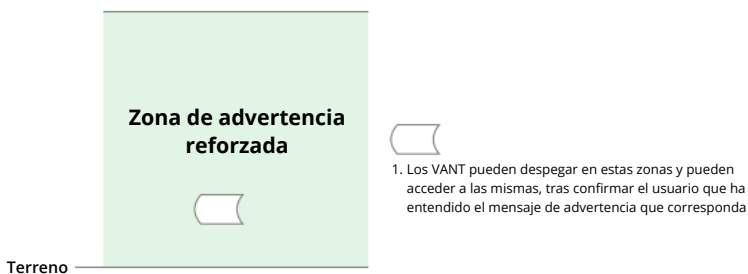 Zona de advertencia
reforzada
1. Los VANT pueden despegar en estas zonas y pueden
acceder a las mismas, tras confirmar el usuario que ha
entendido el mensaje de advertencia que corresponda
Terreno